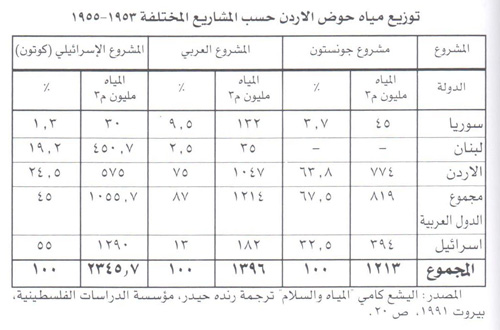 توزيع مياه حوض الاردن حسب المشاريع المختلفة ١٩٥٣-١٩٥٥
المشروع مشروع جونستون المشروع العربي المشروع الإسرائيلي (كوتون)
الدولة المياه ٪ المياه ٪ المياه ٪
مليون م٣ مليون م٣ مليون م٣
سوريا ٤٥ ٣,٧ ١٣٢ ٩,٥ ٣٠ ١,٣
لبنان – – ٣٥ ٢,٥ ٤٥٠,٧ ١٩,٢
الاردن ٧٧٤ ٦٣,٨ ١٠٤٧ ٧٥ ٥٧٥ ٢٤,٥
مجموع ٨١٩ ٦٧,٥ ١٢١٤ ٨٧ ١٠٥٥,٧ ٤٥
الدول العربية
اسرائيل ٣٩٤ ٣٢,٥ ١٨٢ ١٣ ١٢٩٠ ٥٥
المجموع ١٢١٣ ١٠٠ ١٣٩٦ ١٠٠ ٢٣٤٥,٧ ١٠٠
المصدر: اليشع كامي "المياه والسلام" ترجمة رنده حيدر، مؤسسة الدراسات الفلسطينية،
بيروت ١٩٩١، ص ٢٠.